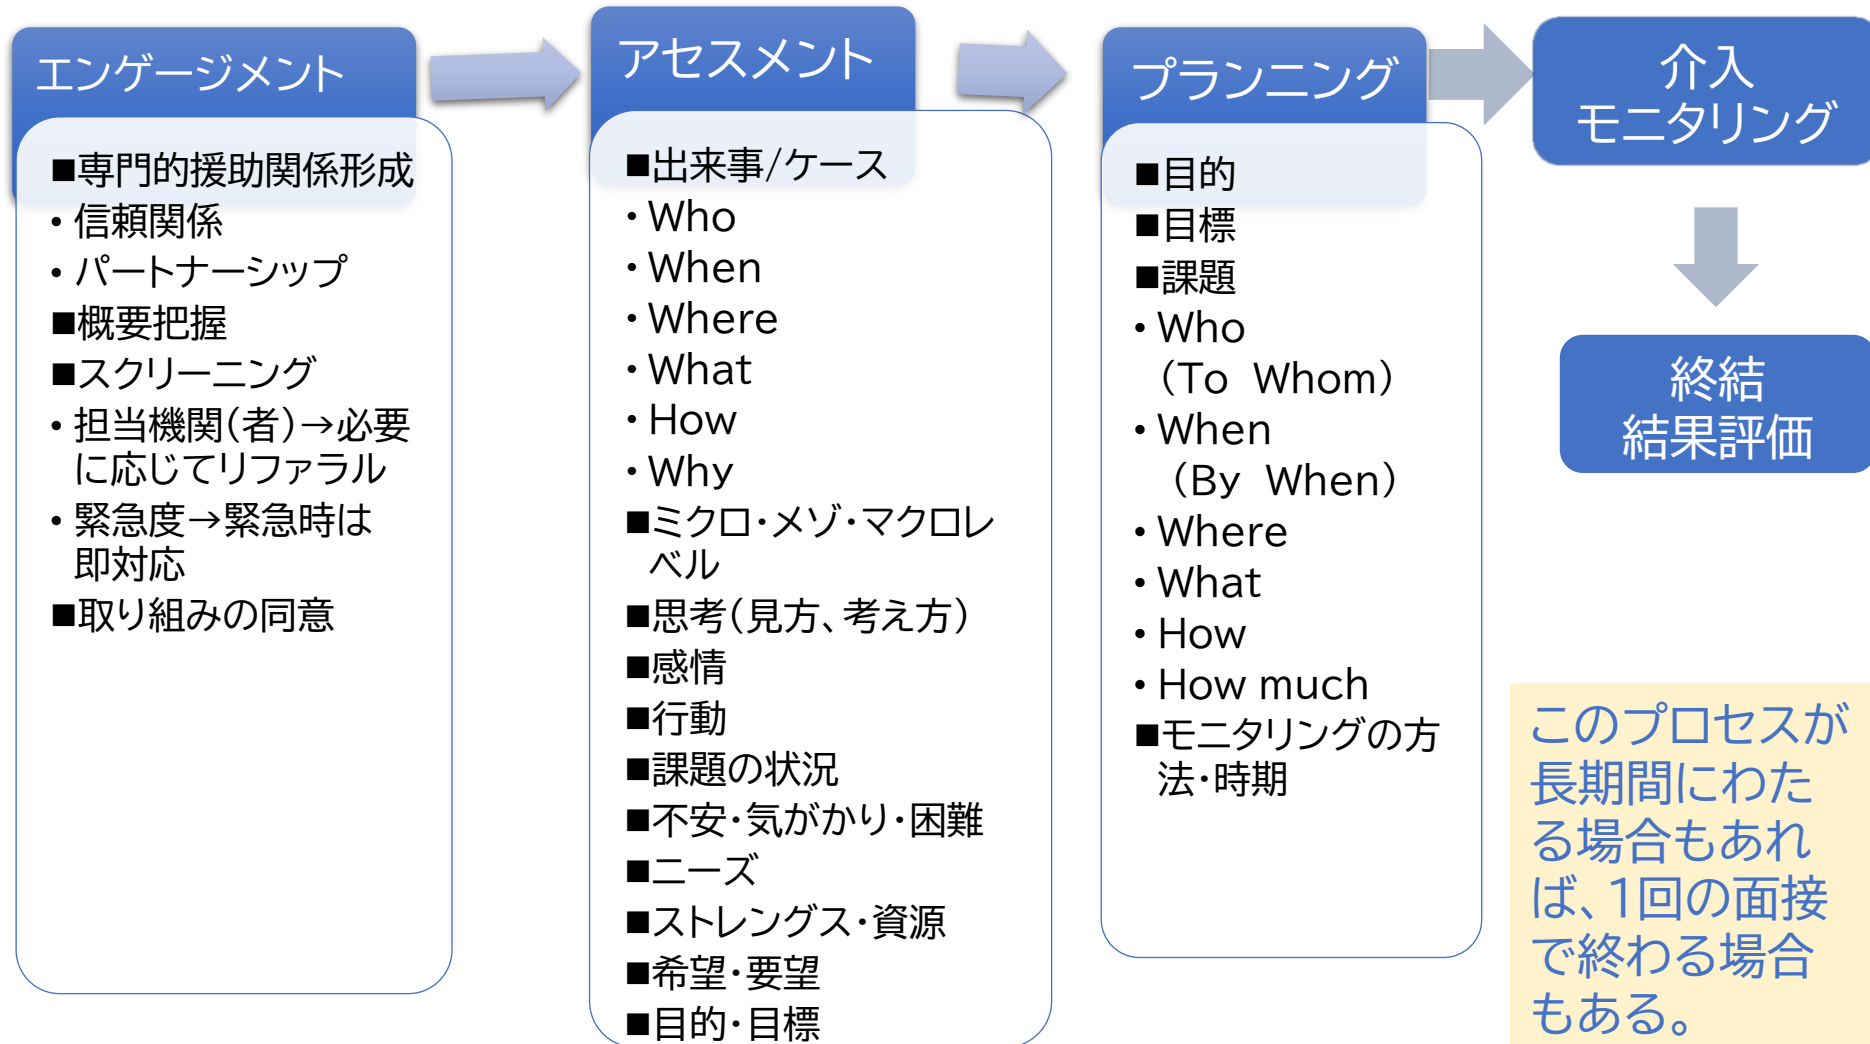 エンゲージメント
■専門的援助関係形成
・信頼関係
・パートナーシップ
■概要把握
■スクリーニング
・担当機関(者)→必要
に応じてリファラル
・緊急度→緊急時は
即対応
■取り組みの同意
アセスメント
■出来事/ケース
・Who
・When
・Where
・What
・How
・Why
■ミクロ・メゾ・マクロレ
ベル
■思考(見方、考え方)
■感情
■行動
■課題の状況
■不安・気がかり・困難
■ニーズ
■ストレングス・資源
■希望・要望
■目的・目標
プランニング
■目的
■目標
■課題
・Who
(To Whom)
・When
(By When)
・Where
・What
・How
・How much
■モニタリングの方
法・時期
介入
モニタリング
終結
結果評価
このプロセスが
長期間にわた
る場合もあれ
ば、1回の面接
で終わる場合
もある。